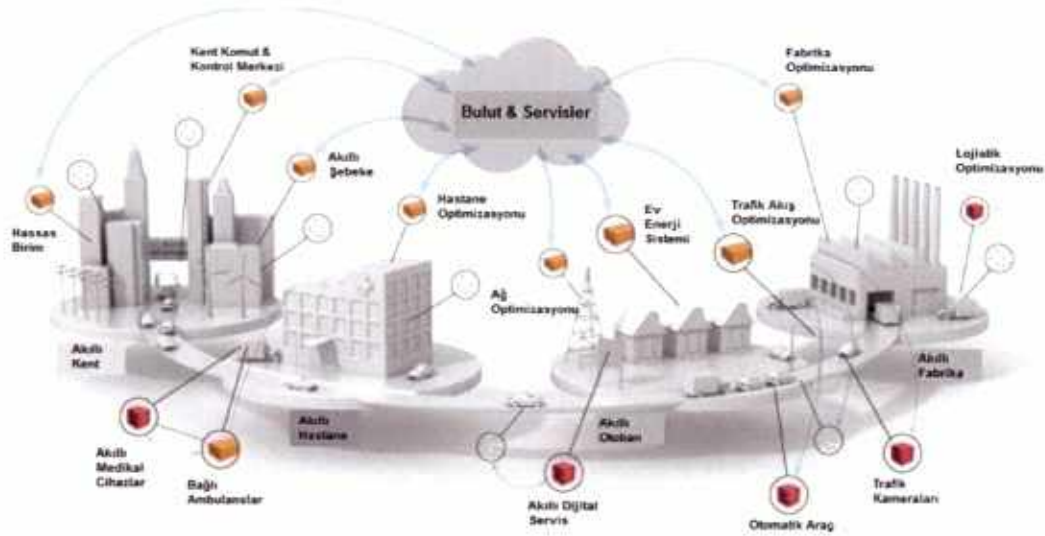 Kent Komut &
Kontrol Merkezi
Fabrika
Optimizasyonu
Bulut & Servisler
Akıllı
Şebeke
Lojistik
Optimizasyonu
Hastane
Optimizasyonu
Ev
Enerji
Sistemi
Trafik Akış
Optimizasyonu
Hassas
Birim
Ağ
Optimizasyonu
Akıllı
Kent
Akıllı
Fabrika
Akıllı
Hastane
Akıllı
Otoban
Akıllı
Medikal
Cihazlar
Bağlı
Ambulanslar
Akıllı Dijital
Servis
Otomatik Araç
Trafik
Kameraları